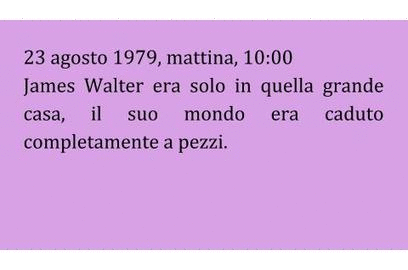 23 agosto 1979, mattina, 10:00
James Walter era solo in quella grande
casa, il suo mondo era caduto
completamente a pezzi.